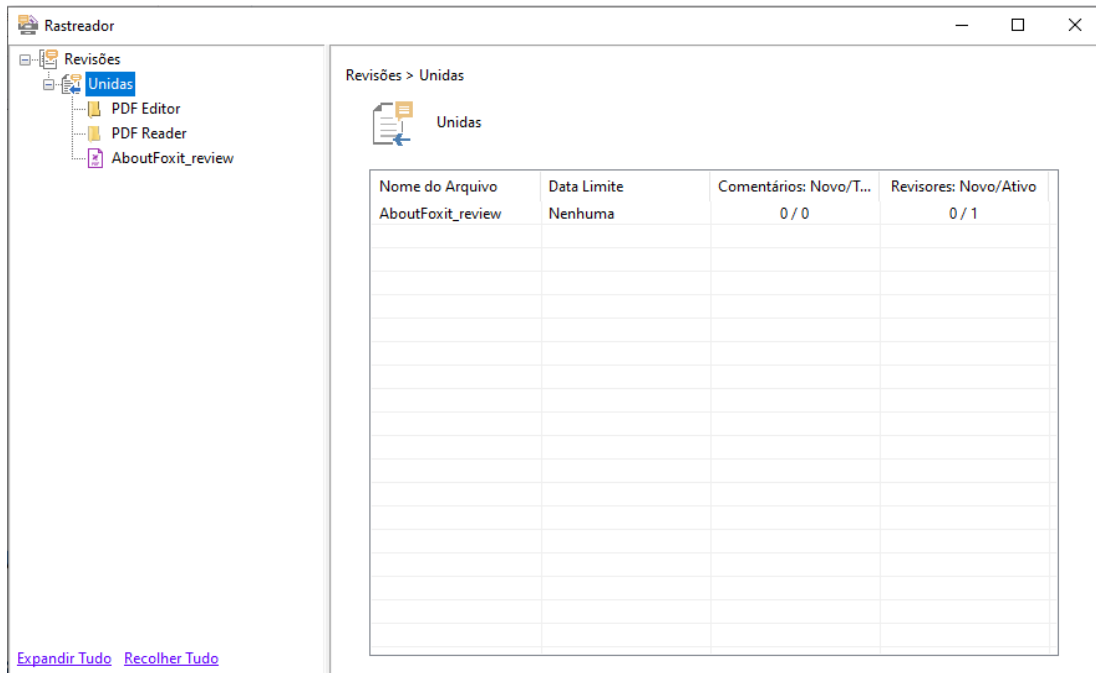 Rastreador
Revisões
Unidas
PDF Editor
PDF Reader
AboutFoxit_review
Expandir Tudo Recolher Tudo
Revisões > Unidas
Unidas
Nome do Arquivo Data Limite Comentários: Novo/T... Revisores: Novo/Ativo
AboutFoxit_review Nenhuma 0 / 0 0 / 1